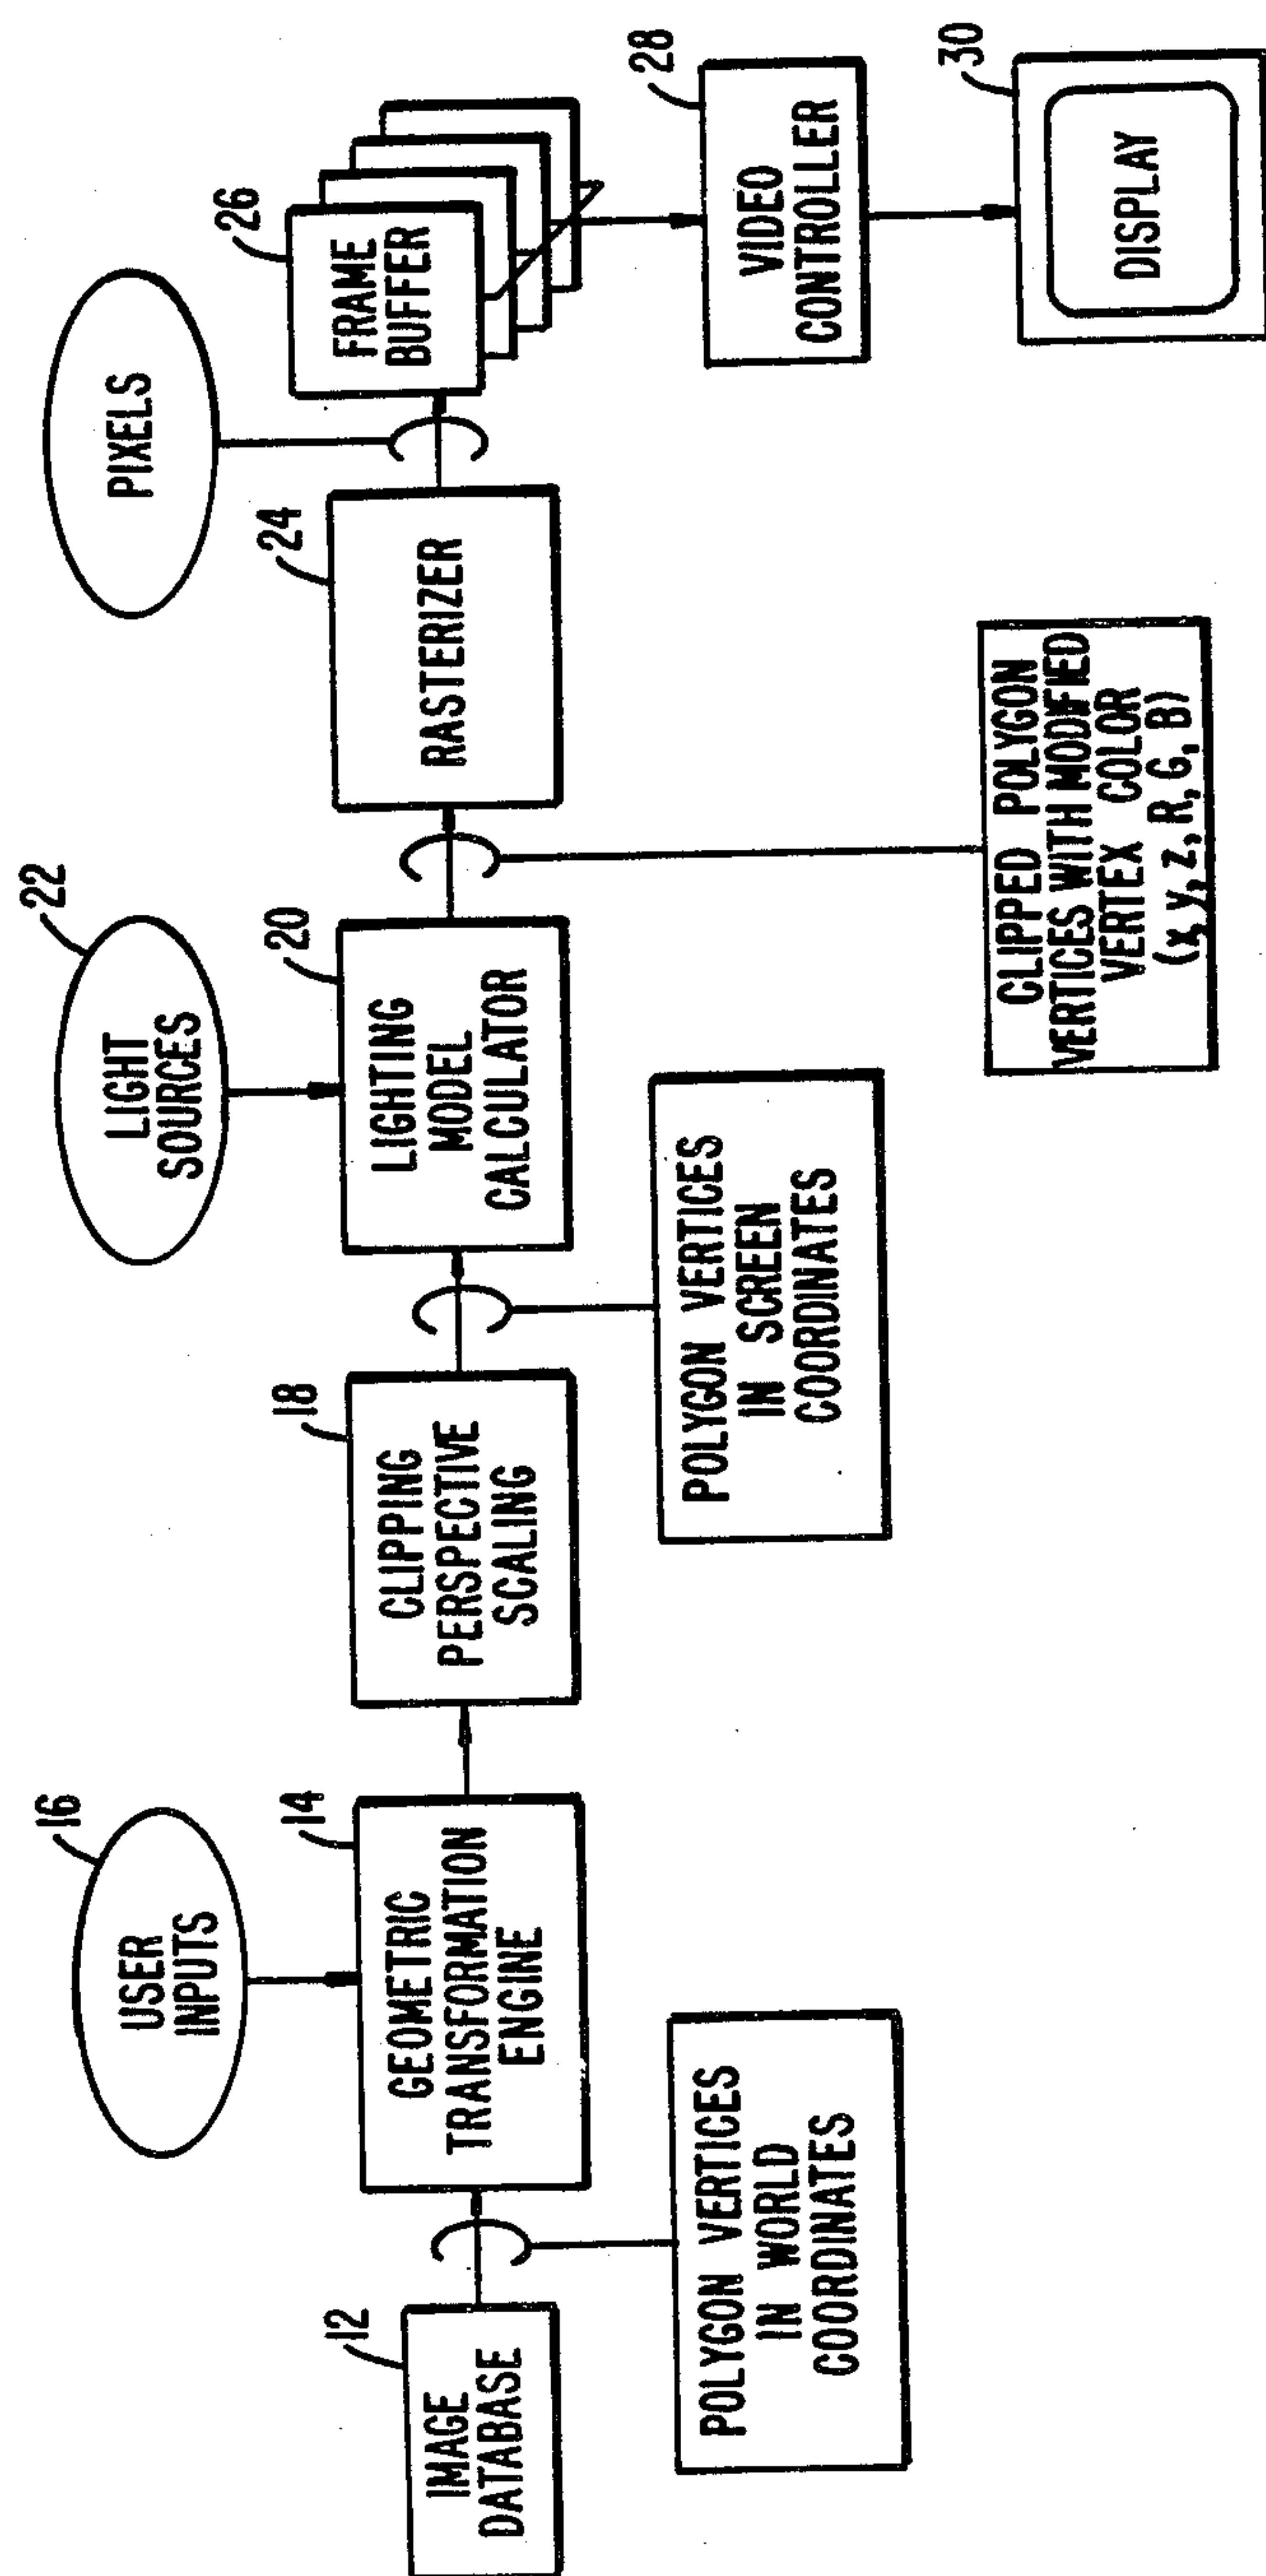 16
USER
INPUTS
22
LIGHT
SOURCES
PIXELS
12
IMAGE
DATABASE
14
GEOMETRIC
TRANSFORMATION
ENGINE
18
CLIPPING
PERSPECTIVE
SCALING
20
LIGHTING
MODEL
CALCULATOR
24
RASTERIZER
26
FRAME
BUFFER
POLYGON VERTICES
IN WORLD
COORDINATES
POLYGON VERTICES
IN SCREEN
COORDINATES
CLIPPED POLYGON
VERTICES WITH MODIFIED
VERTEX COLOR
(x, y, z, R, G, B)
28
VIDEO
CONTROLLER
30
DISPLAY